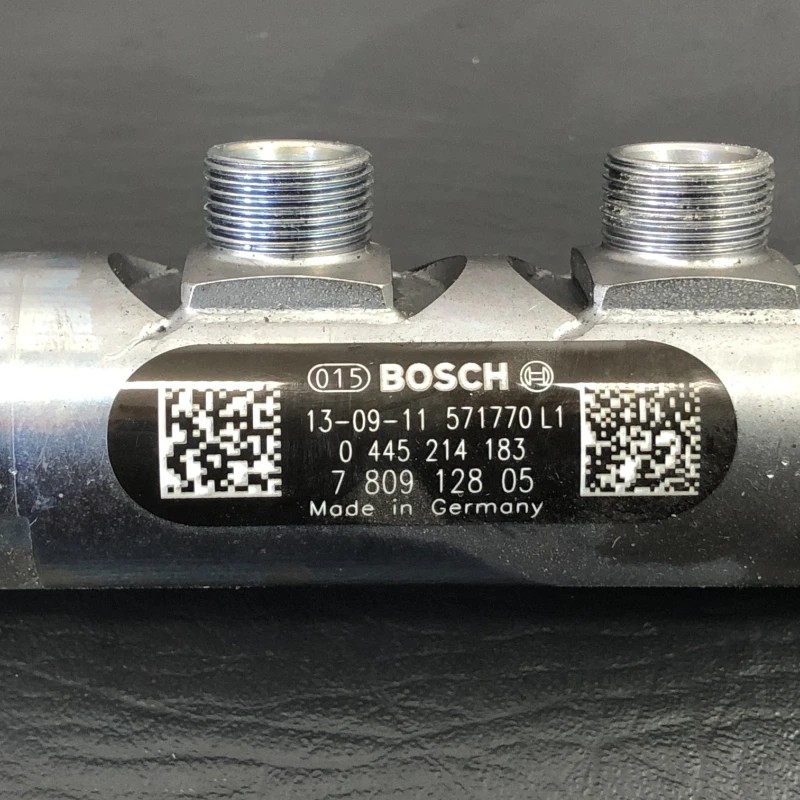 015 BOSCH
13-09-11 571770 L1
0 445 214 183
7 809 128 05
Made in Germany